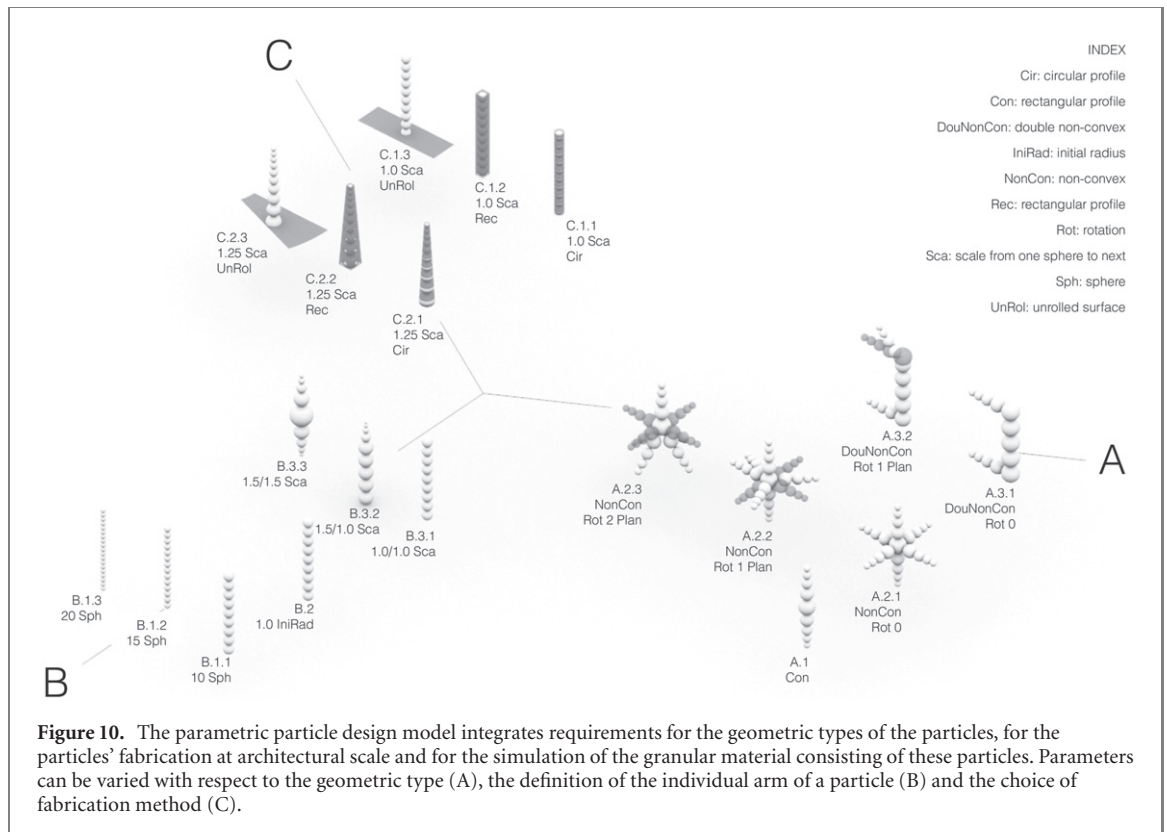 C
INDEX
Cir: circular profile
Con: rectangular profile
DouNonCon: double non-convex
IniRad: initial radius
NonCon: non-convex
Rec: rectangular profile
Rot: rotation
Sca: scale from one sphere to next
Sph: sphere
UnRol: unrolled surface
C.1.3
1.0 Sca
UnRol
C.1.2
1.0 Sca
Rec
C.1.1
1.0 Sca
Cir
C.2.3
1.25 Sca
UnRol
C.2.2
1.25 Sca
Rec
C.2.1
1.25 Sca
Cir
A.3.2
DouNonCon
Rot 1 Plan
A
A.3.1
DouNonCon
Rot 0
A.2.3
NonCon
Rot 2 Plan
A.2.2
NonCon
Rot 1 Plan
A.2.1
NonCon
Rot 0
A.1
Con
B.3.3
1.5/1.5 Sca
B.3.2
1.5/1.0 Sca
B.3.1
1.0/1.0 Sca
B.2
1.0 IniRad
B.1.3
20 Sph
B.1.2
15 Sph
B.1.1
10 Sph
B
Figure 10. The parametric particle design model integrates requirements for the geometric types of the particles, for the
particles' fabrication at architectural scale and for the simulation of the granular material consisting of these particles. Parameters
can be varied with respect to the geometric type (A), the definition of the individual arm of a particle (B) and the choice of
fabrication method (C).